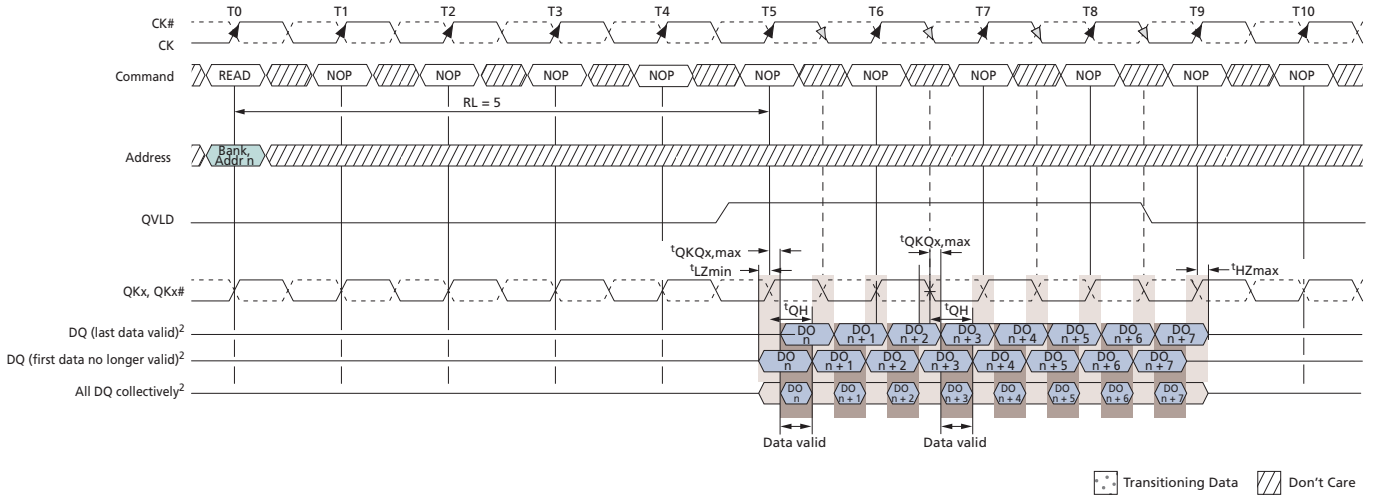 T0 T1 T2 T3 T4 T5 T6 T7 T8 T9 T10
CK#
CK
Command READ NOP NOP NOP NOP NOP NOP NOP NOP NOP NOP
RL = 5
Address Bank,
Addr n
QVLD
tQKQx,max tQKQx,max
tLZmin tHZmax
QKx, QKx#
tQH tQH
DQ (last data valid)2 DO n DO n + 1 DO n + 2 DO n + 3 DO n + 4 DO n + 5 DO n + 6 DO n + 7
DQ (first data no longer valid)2 DO n DO n + 1 DO n + 2 DO n + 3 DO n + 4 DO n + 5 DO n + 6 DO n + 7
All DQ collectively2 DO n DO n + 1 DO n + 2 DO n + 3 DO n + 4 DO n + 5 DO n + 6 DO n + 7
Data valid Data valid
Transitioning Data Don't Care